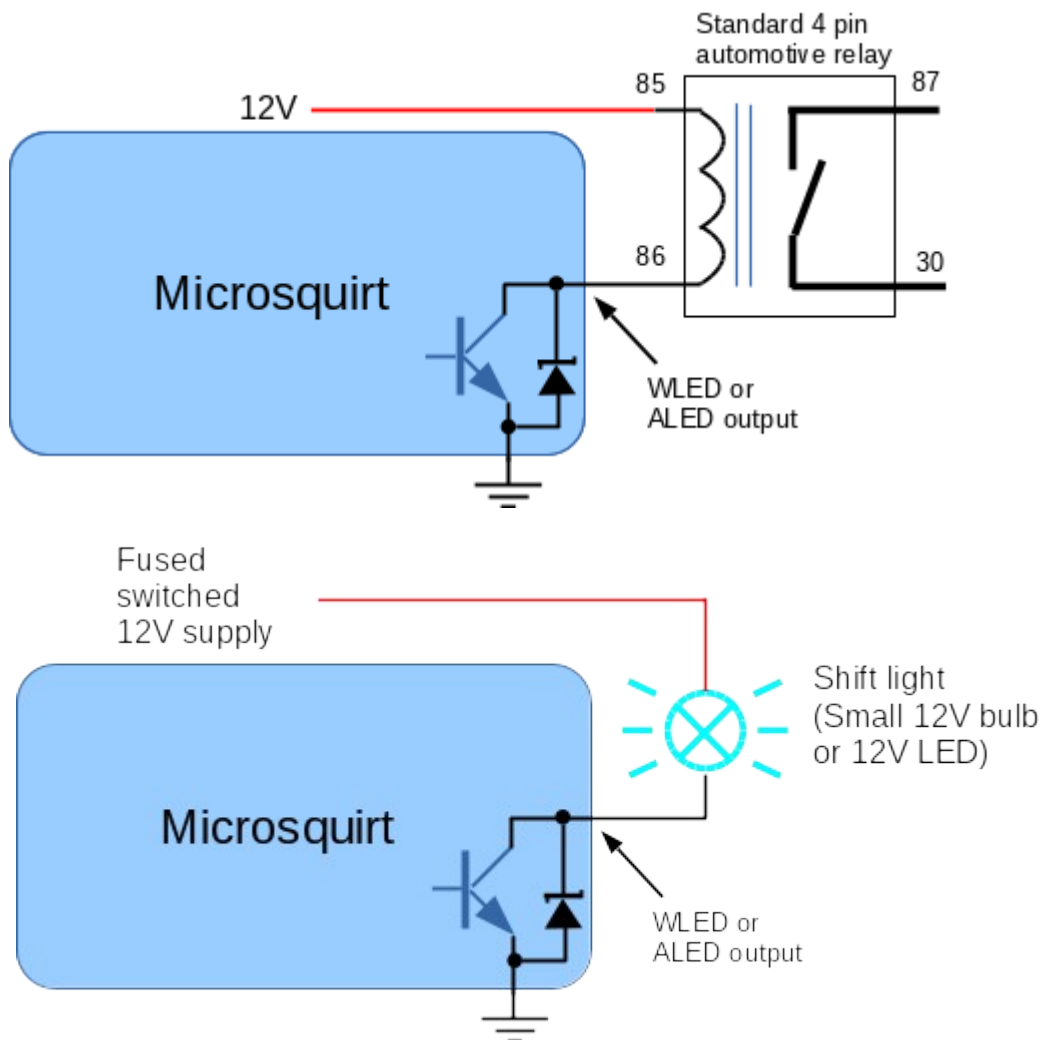 Standard 4 pin
automotive relay
85
87
12V
Microsquirt
86
30
WLED or
ALED output
Fused
switched
12V supply
Shift light
(Small 12V bulb
or 12V LED)
Microsquirt
WLED or
ALED output